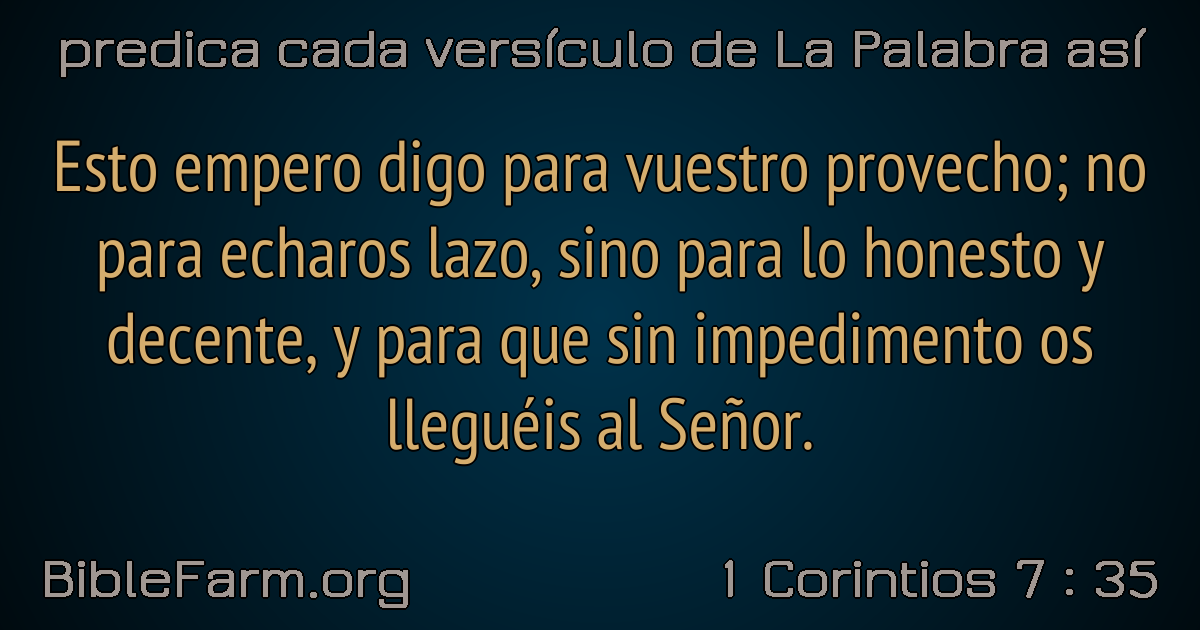 predica cada versículo de La Palabra así
Esto empero digo para vuestro provecho; no
para echaros lazo, sino para lo honesto y
decente, y para que sin impedimento os
lleguéis al Señor.
BibleFarm.org
1 Corintios 7 : 35